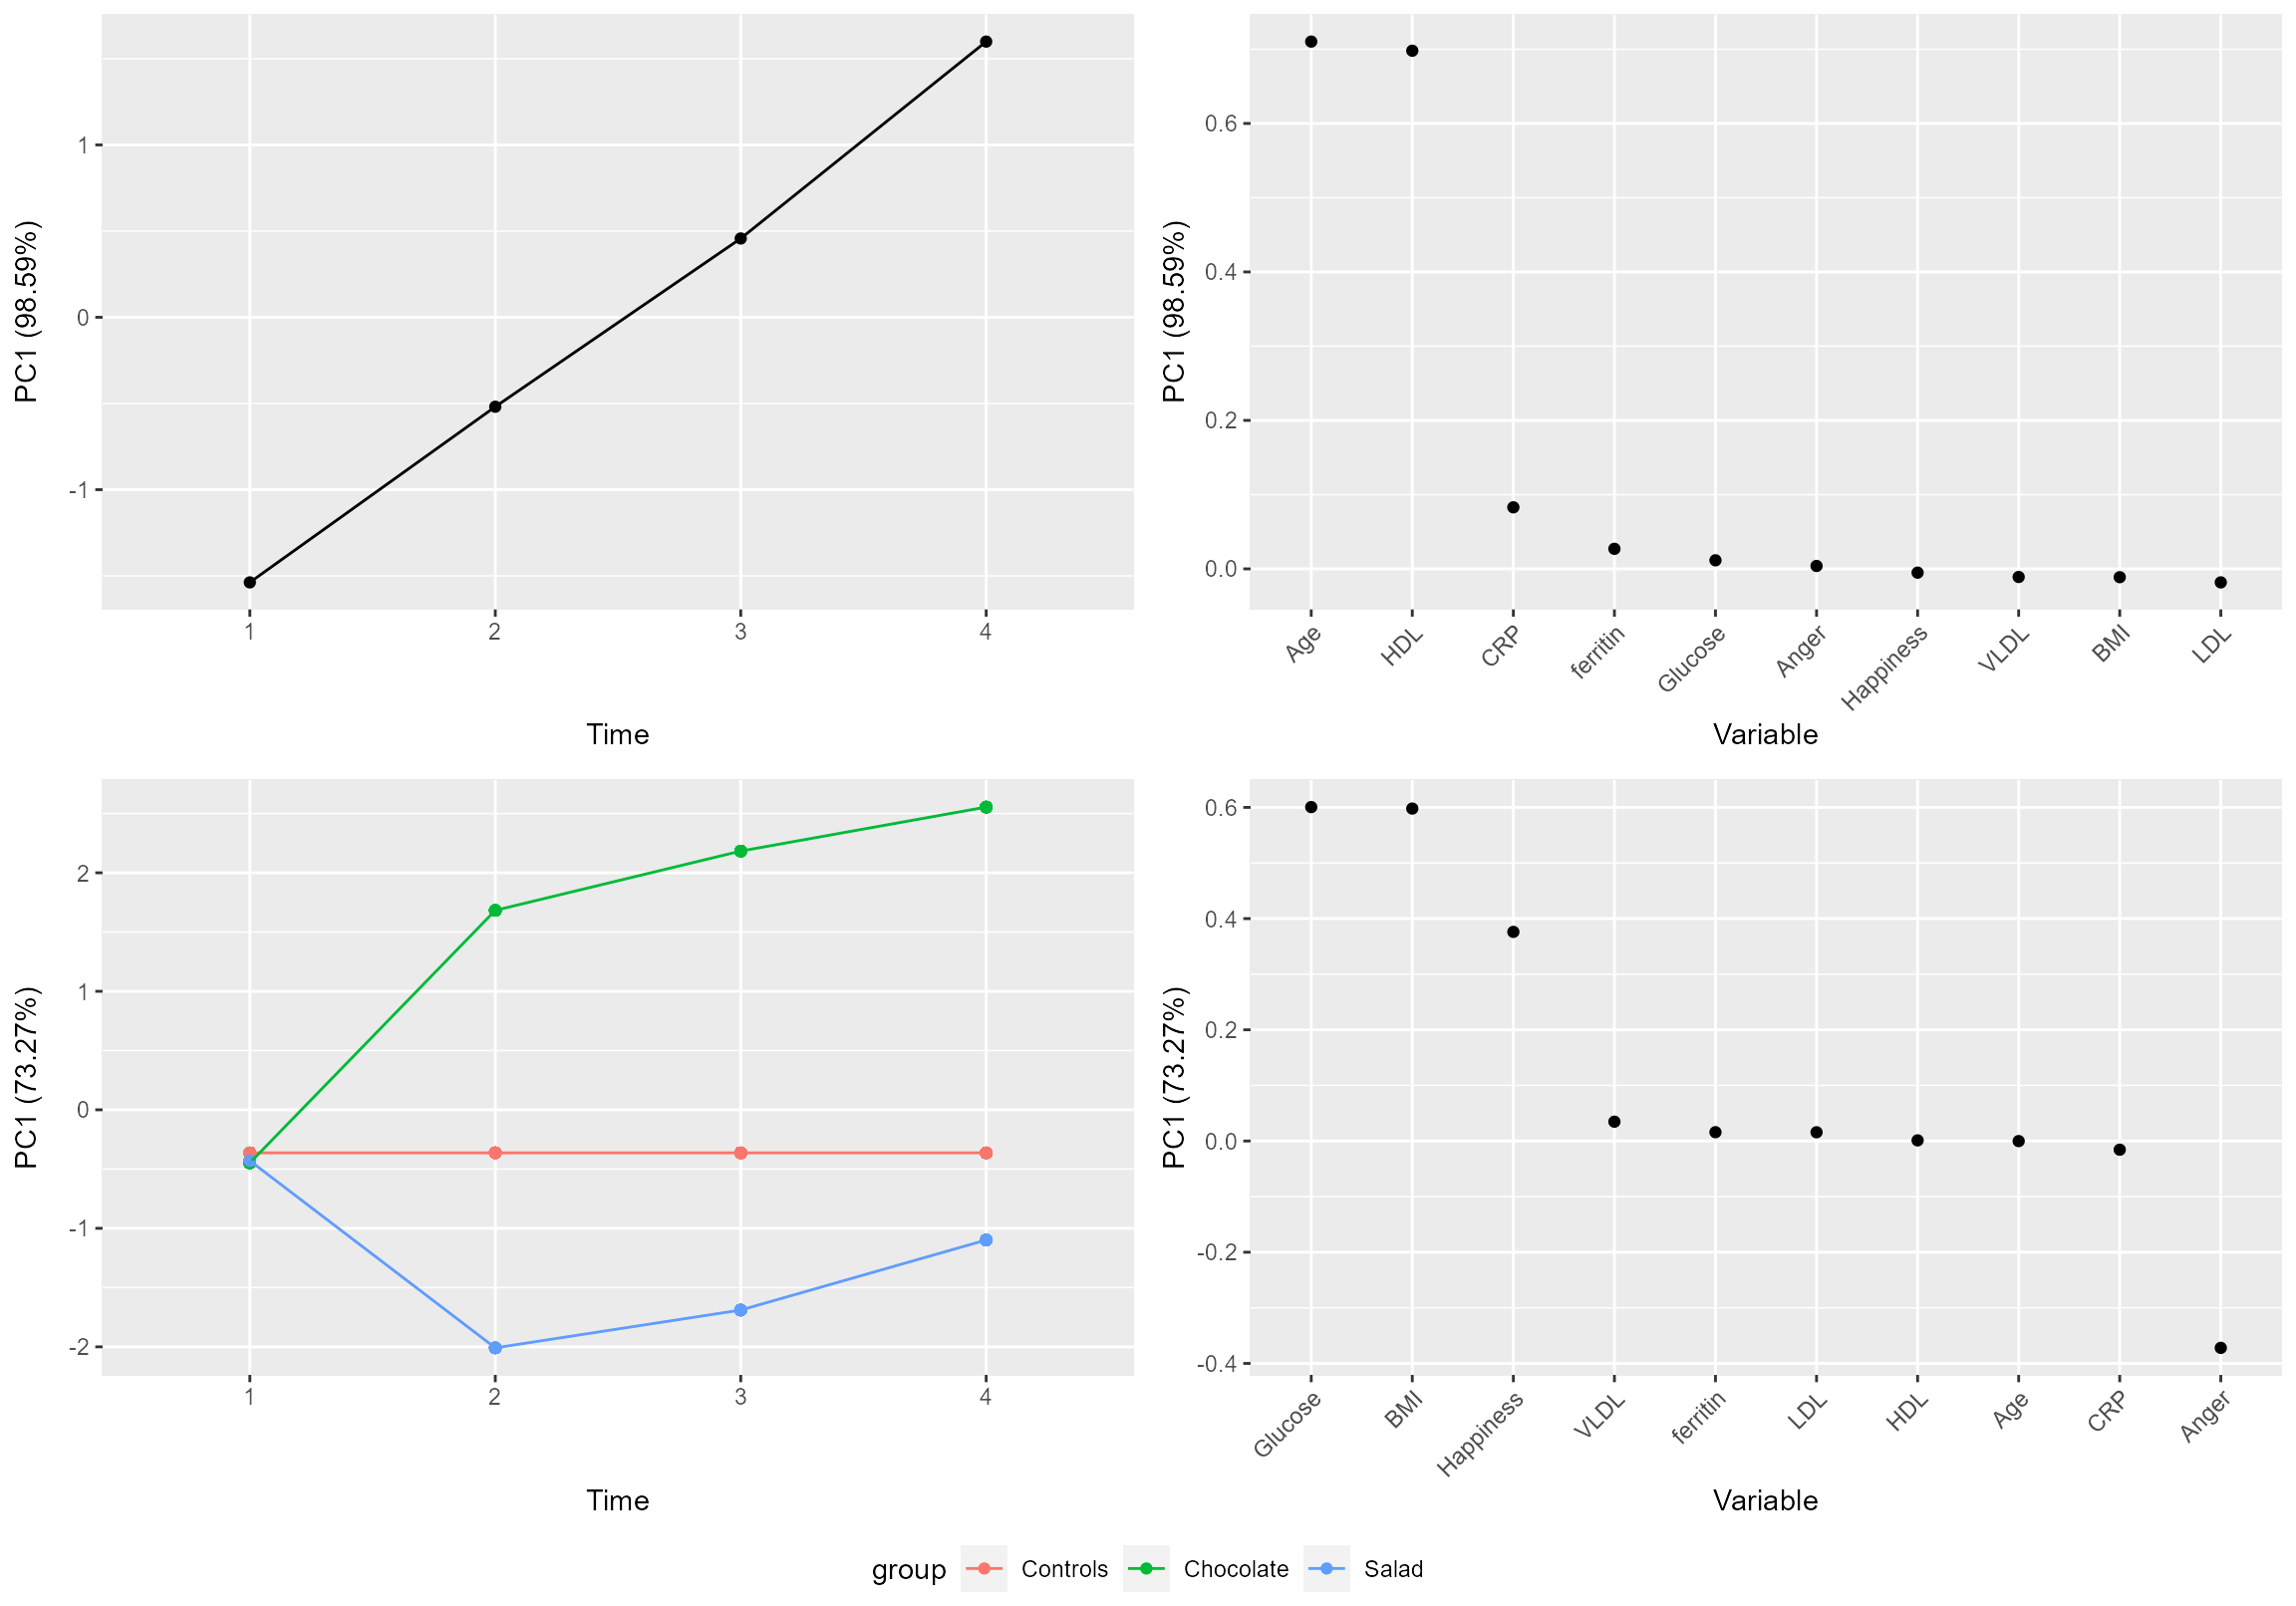 PC1 (98.59%)
1
0
-1
1 2 3 4
Time
PC1 (98.59%)
0.6
0.4
0.2
0.0
Age HDL CRP ferritin Glucose Anger Happiness VLDL BMI LDL
Variable
PC1 (73.27%)
2
1
0
-1
-2
1 2 3 4
Time
PC1 (73.27%)
0.6
0.4
0.2
0.0
-0.2
-0.4
Glucose BMI Happiness VLDL ferritin LDL HDL Age CRP Anger
Variable
group Controls Chocolate Salad